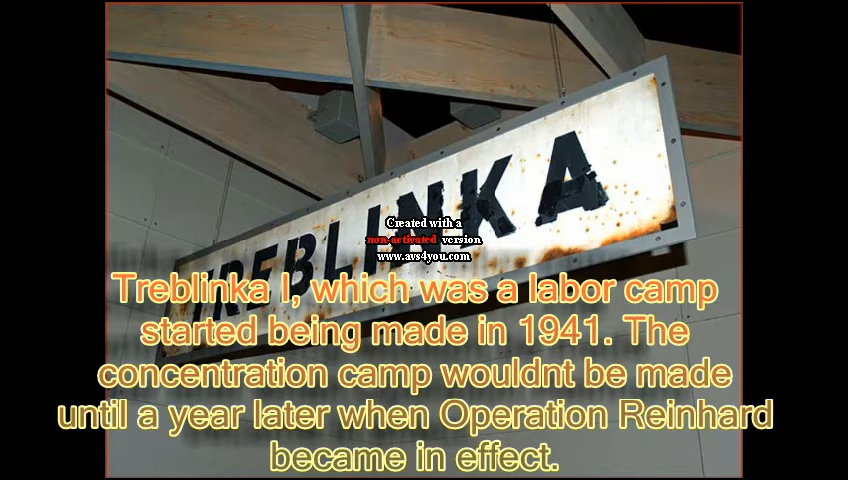 TREBLINKA
Created with a
non-activated version
www.avs4you.com
Treblinka I, which was a labor camp
started being made in 1941. The
concentration camp wouldnt be made
until a year later when Operation Reinhard
became in effect.